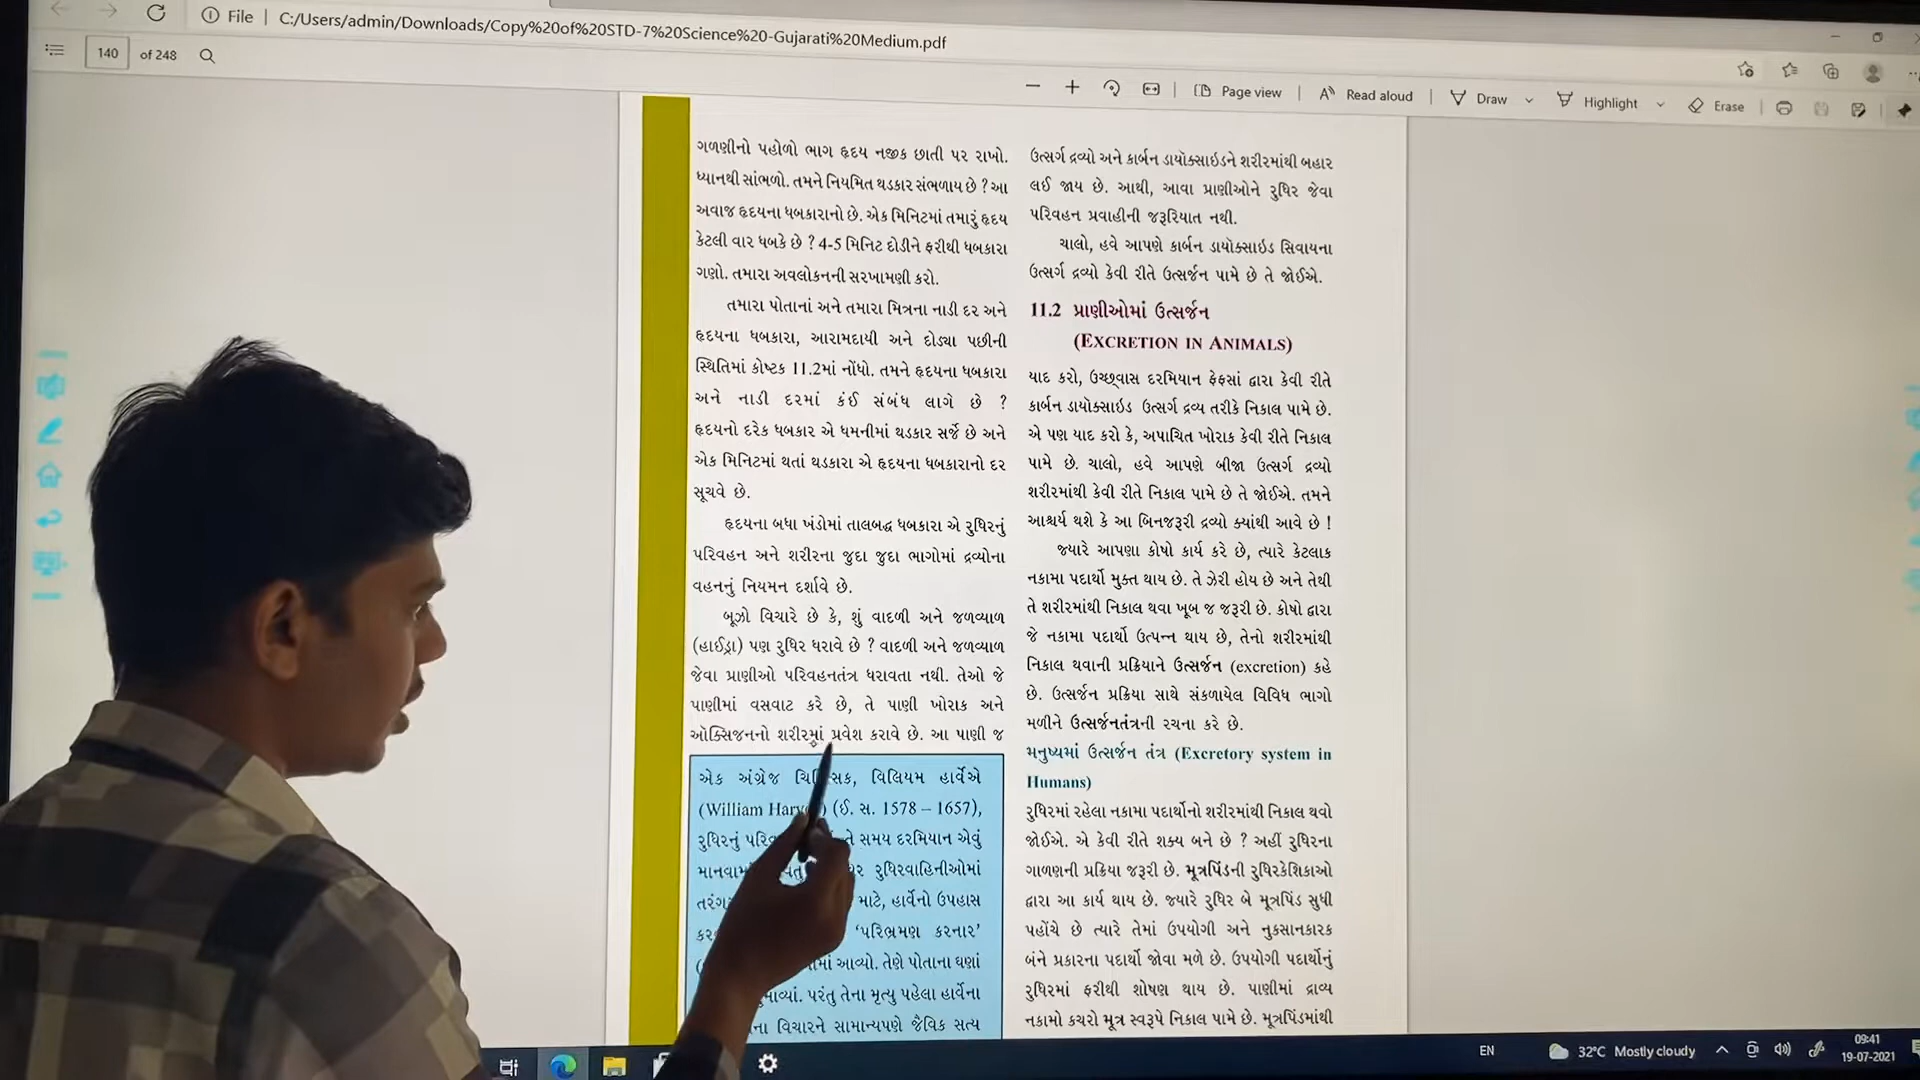 File
C:/Users/admin/Downloads/Copy%20of%20STD-7%20Science%20-Gujarati%20Medium.pdf
140 of 248
Page view
Read aloud
Draw
Highlight
Erase
ગળણીનો પહોળો ભાગ હૃદય નજીક છાતી પર રાખો.
ધ્યાનથી સાંભળો. તમને નિયમિત થડકાર સંભળાય છે ? આ
અવાજ હૃદયના ધબકારાનો છે. એક મિનિટમાં તમારું હૃદય
કેટલી વાર ધબકે છે ? 4-5 મિનિટ દોડીને ફરીથી ધબકારા
ગણો. તમારા અવલોકનની સરખામણી કરો.
તમારા પોતાનાં અને તમારા મિત્રના નાડી દર અને
હૃદયના ધબકારા, આરામદાયી અને દોડ્યા પછીની
સ્થિતિમાં કોષ્ટક 11.2માં નોંધો. તમને હૃદયના ધબકારા
અને નાડી દરમાં કંઈ સંબંધ લાગે છે ?
હૃદયનો દરેક ધબકાર એ ધમનીમાં થડકાર સર્જે છે અને
એક મિનિટમાં થતાં થડકારા એ હૃદયના ધબકારાનો દર
સૂચવે છે.
હૃદયના બધા ખંડોમાં તાલબદ્ધ ધબકારા એ રુધિરનું
પરિવહન અને શરીરના જુદા જુદા ભાગોમાં દ્રવ્યોના
વહનનું નિયમન દર્શાવે છે.
બૂઝો વિચારે છે કે, શું વાદળી અને જળવ્યાળ
(હાઈડ્રા) પણ રુધિર ધરાવે છે ? વાદળી અને જળવ્યાળ
જેવા પ્રાણીઓ પરિવહનતંત્ર ધરાવતા નથી. તેઓ જે
પાણીમાં વસવાટ કરે છે, તે પાણી ખોરાક અને
ઑક્સિજનનો શરીરમાં પ્રવેશ કરાવે છે. આ પાણી જ
એક અંગ્રેજ વિલિયમ હાર્વેએ
(William (ઈ. સ. 1578 – 1657),
રુધિરનું તે સમય દરમિયાન એવું
રુધિરવાહિનીઓમાં
માટે, હાર્વેનો ઉપહાસ
‘પરિભ્રમણ કરનાર’
આવ્યો. તેણે પોતાના ઘણાં
પરંતુ તેના મૃત્યુ પહેલા હાર્વેના
વિચારને સામાન્યપણે જૈવિક સત્ય
ઉત્સર્ગ દ્રવ્યો અને કાર્બન ડાયૉક્સાઇડને શરીરમાંથી બહાર
લઈ જાય છે. આથી, આવા પ્રાણીઓને રુધિર જેવા
પરિવહન પ્રવાહીની જરૂરિયાત નથી.
ચાલો, હવે આપણે કાર્બન ડાયૉક્સાઇડ સિવાયના
ઉત્સર્ગ દ્રવ્યો કેવી રીતે ઉત્સર્જન પામે છે તે જોઈએ.
11.2 પ્રાણીઓમાં ઉત્સર્જન
(EXCRETION IN ANIMALS)
યાદ કરો, ઉચ્છ્વાસ દરમિયાન ફેફસાં દ્વારા કેવી રીતે
કાર્બન ડાયૉક્સાઇડ ઉત્સર્ગ દ્રવ્ય તરીકે નિકાલ પામે છે.
એ પણ યાદ કરો કે, અપાચિત ખોરાક કેવી રીતે નિકાલ
પામે છે. ચાલો, હવે આપણે બીજા ઉત્સર્ગ દ્રવ્યો
શરીરમાંથી કેવી રીતે નિકાલ પામે છે તે જોઈએ. તમને
આશ્ચર્ય થશે કે આ બિનજરૂરી દ્રવ્યો ક્યાંથી આવે છે !
જ્યારે આપણા કોષો કાર્ય કરે છે, ત્યારે કેટલાક
નકામા પદાર્થો મુક્ત થાય છે. તે ઝેરી હોય છે અને તેથી
તે શરીરમાંથી નિકાલ થવા ખૂબ જ જરૂરી છે. કોષો દ્વારા
જે નકામા પદાર્થો ઉત્પન્ન થાય છે, તેનો શરીરમાંથી
નિકાલ થવાની પ્રક્રિયાને ઉત્સર્જન (excretion) કહે
છે. ઉત્સર્જન પ્રક્રિયા સાથે સંકળાયેલ વિવિધ ભાગો
મળીને ઉત્સર્જનતંત્રની રચના કરે છે.
મનુષ્યમાં ઉત્સર્જન તંત્ર (Excretory system in
Humans)
રુધિરમાં રહેલા નકામા પદાર્થોનો શરીરમાંથી નિકાલ થવો
જોઈએ. એ કેવી રીતે શક્ય બને છે ? અહીં રુધિરના
ગાળણની પ્રક્રિયા જરૂરી છે. મૂત્રપિંડની રુધિરકેશિકાઓ
દ્વારા આ કાર્ય થાય છે. જ્યારે રુધિર બે મૂત્રપિંડ સુધી
પહોંચે છે ત્યારે તેમાં ઉપયોગી અને નુકસાનકારક
બંને પ્રકારના પદાર્થો જોવા મળે છે. ઉપયોગી પદાર્થોનું
રુધિરમાં ફરીથી શોષણ થાય છે. પાણીમાં દ્રાવ્ય
નકામો કચરો મૂત્ર સ્વરૂપે નિકાલ પામે છે. મૂત્રપિંડમાંથી
EN
32°C Mostly cloudy
09:41
19-07-2021